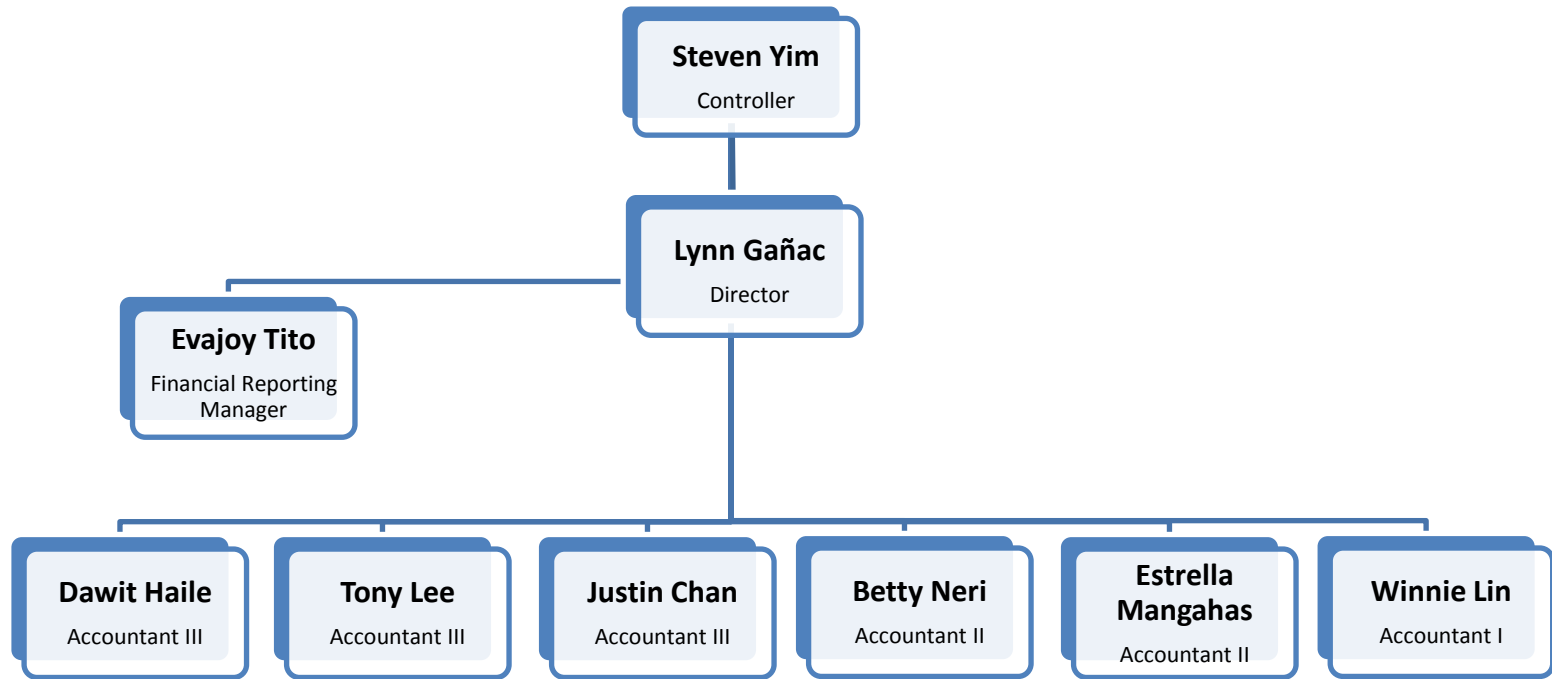 Steven Yim
Controller
Lynn Gañac
Director
Evajoy Tito
Financial Reporting
Manager
Dawit Haile
Accountant III
Tony Lee
Accountant III
Justin Chan
Accountant III
Betty Neri
Accountant II
Estrella
Mangahas
Accountant II
Winnie Lin
Accountant I